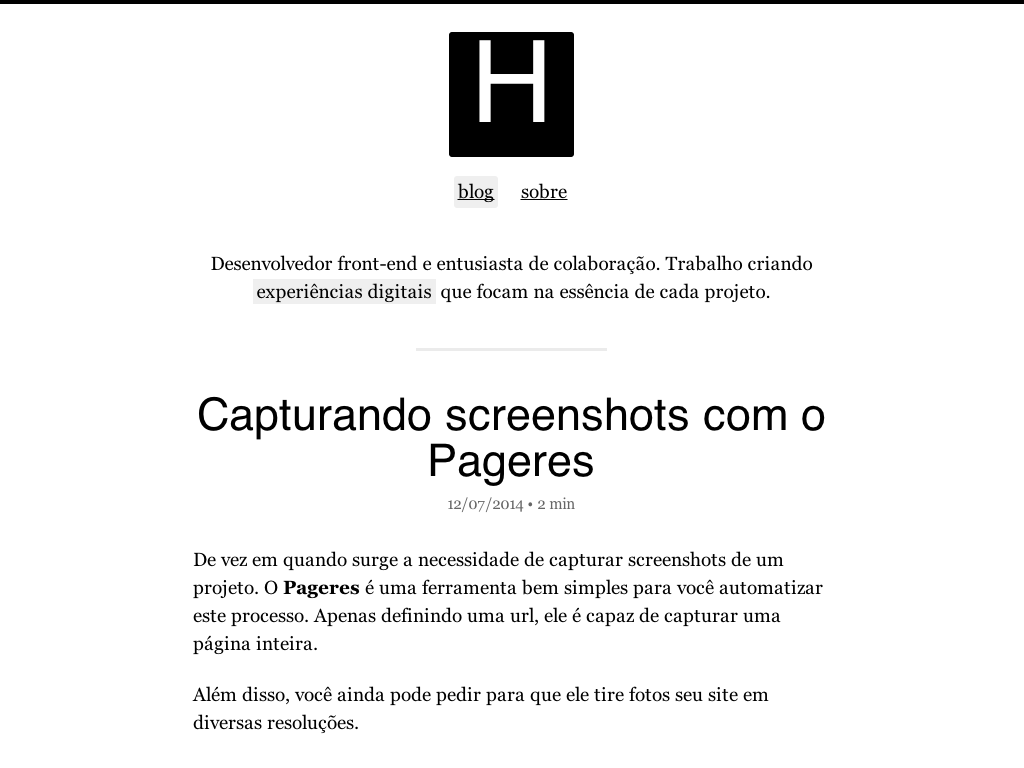 H
blog sobre
Desenvolvedor front-end e entusiasta de colaboração. Trabalho criando
experiências digitais que focam na essência de cada projeto.
Capturando screenshots com o
Pageres
12/07/2014 • 2 min
De vez em quando surge a necessidade de capturar screenshots de um
projeto. O Pageres é uma ferramenta bem simples para você automatizar
este processo. Apenas definindo uma url, ele é capaz de capturar uma
página inteira.
Além disso, você ainda pode pedir para que ele tire fotos seu site em
diversas resoluções.